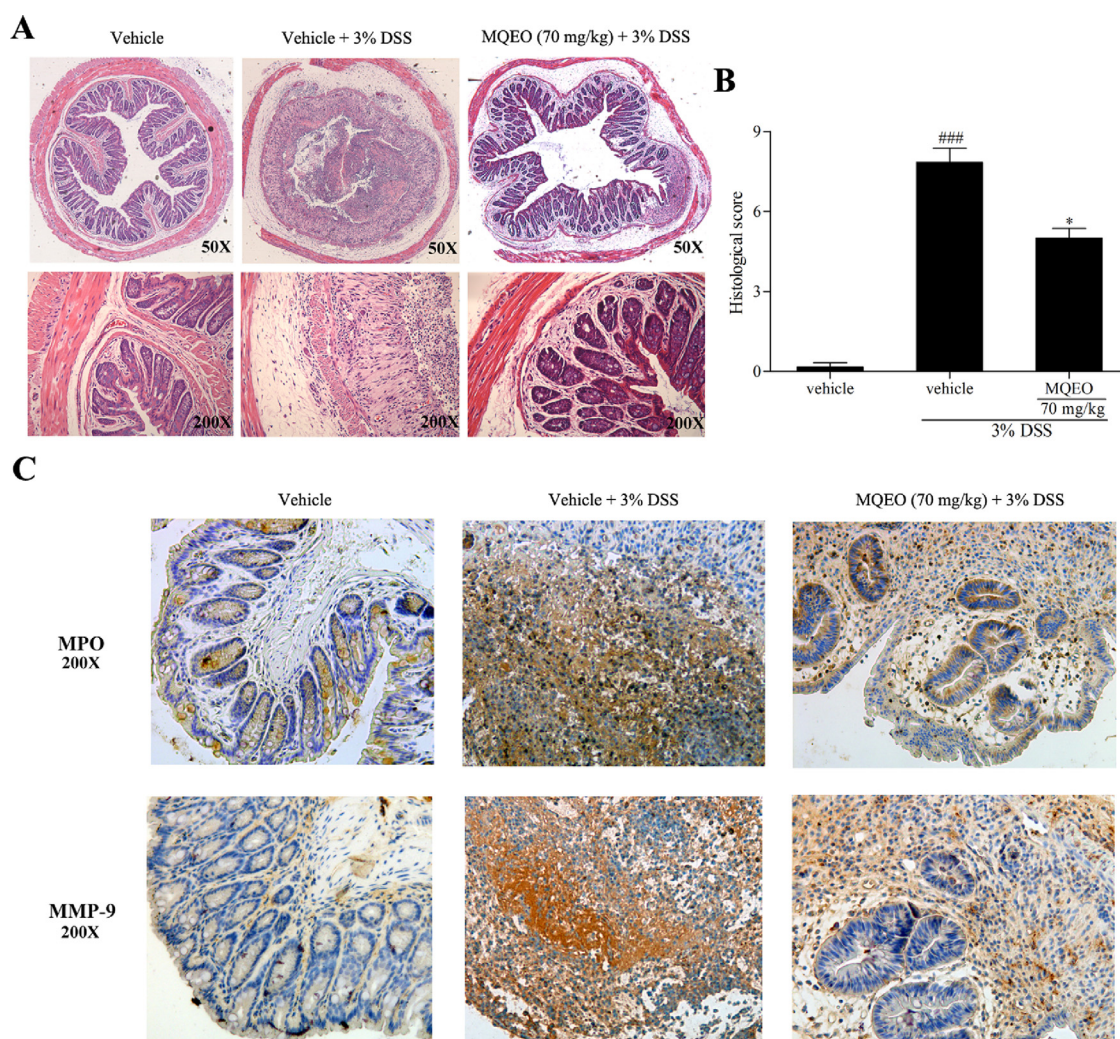 A
Vehicle
Vehicle + 3% DSS
MQEO (70 mg/kg) + 3% DSS
50X
50X
50X
200X
200X
200X
B
Histological score
9
6
3
0
###
*
vehicle
vehicle
MQEO
70 mg/kg
3% DSS
C
Vehicle
Vehicle + 3% DSS
MQEO (70 mg/kg) + 3% DSS
MPO
200X
MMP-9
200X